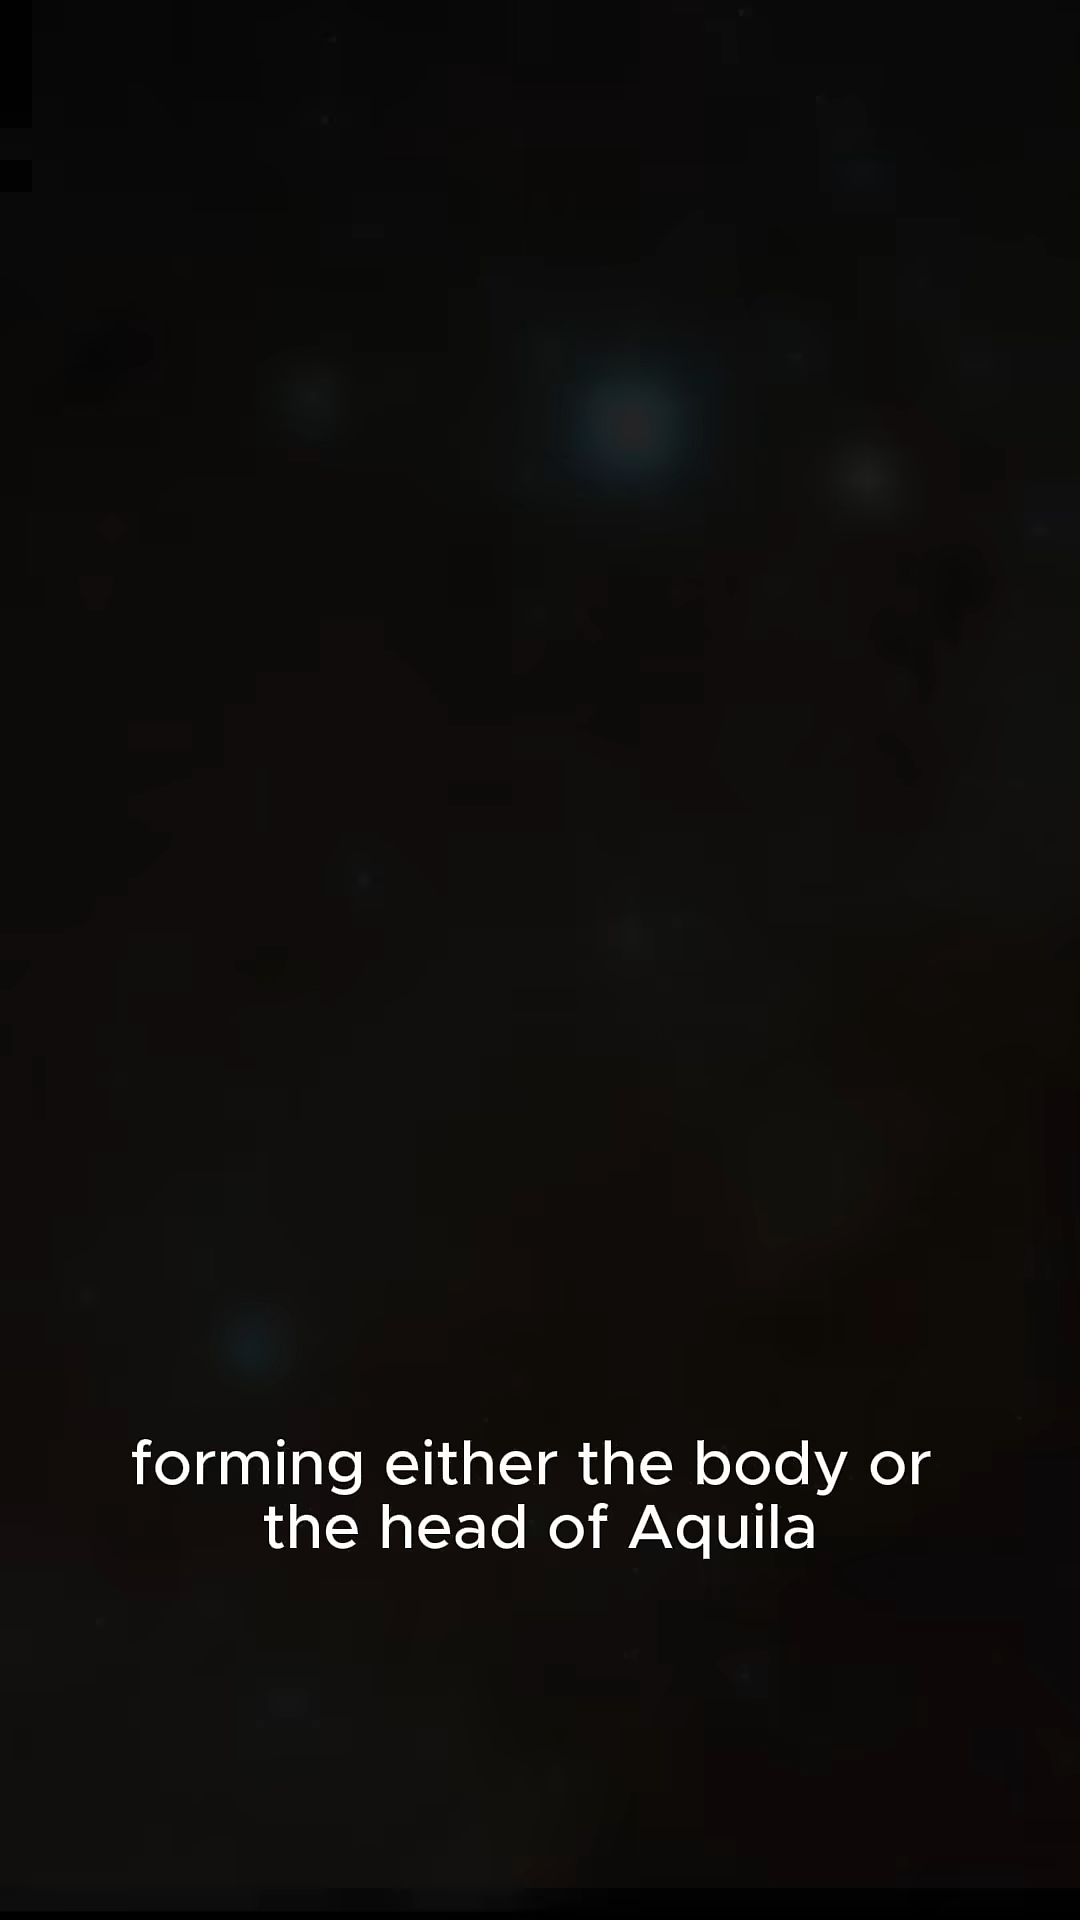 forming either the body or
the head of Aquila